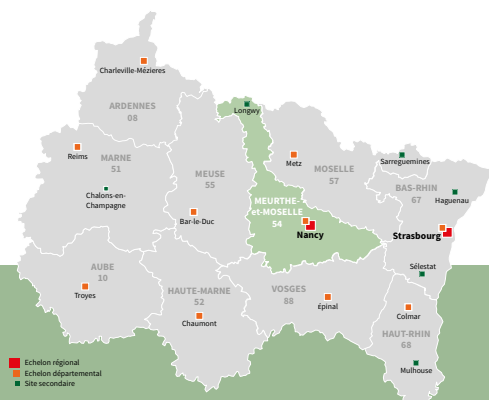 Charleville-Mézieres
ARDENNES
08
Longwy
Reims
MARNE
51
Metz
MOSELLE
57
Sarreguemines
MEUSE
55
BAS-RHIN
67
Chalons-en-
Champagne
Haguenau
MEURTHE-
et-MOSELLE
54
Bar-le-Duc
Nancy
Strasbourg
AUBE
10
Sélestat
HAUTE-MARNE
52
VOSGES
88
Troyes
Épinal
Chaumont
Colmar
HAUT-RHIN
68
Echelon régional
Echelon départemental
Site secondaire
Mulhouse